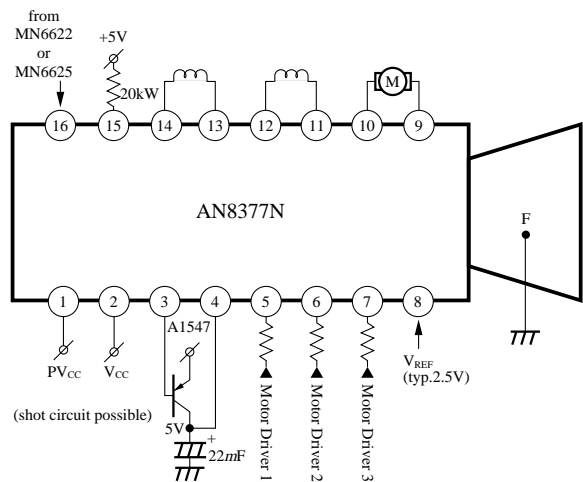 from
MN6622
or
MN6625
+5V
20kW
M
16
15
14
13
12
11
10
9
AN8377N
F
1
2
3
4
5
6
7
8
A1547
PVCC
VCC
VREF
(typ.2.5V)
(shot circuit possible)
5V
+
22mF
Motor Driver 1
Motor Driver 2
Motor Driver 3